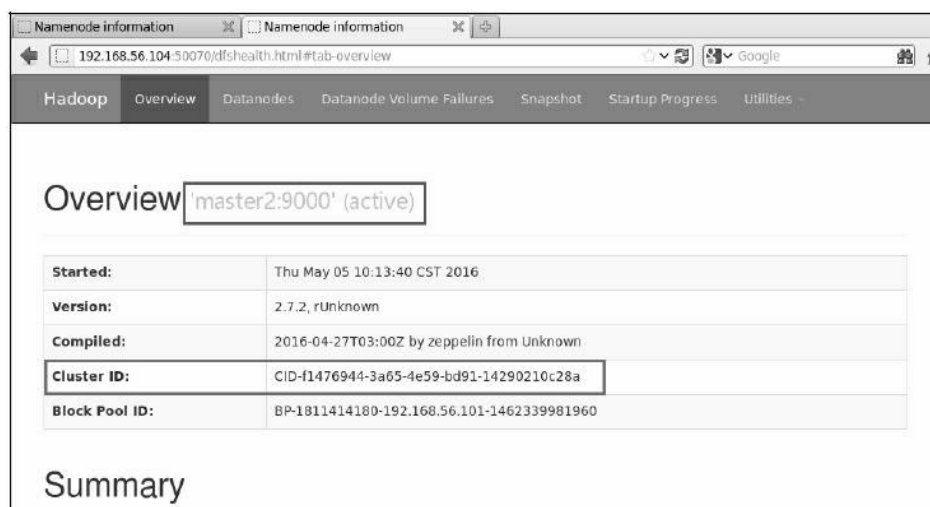 Namenode information Namenode information
192.168.56.104:50070/dfshealth.html#tab-overview Google
Hadoop Overview Datanodes Datanode Volume Failures Snapshot Startup Progress Utilities
Overview 'master2:9000' (active)
Started: Thu May 05 10:13:40 CST 2016
Version: 2.7.2, rUnknown
Compiled: 2016-04-27T03:00Z by zeppelin from Unknown
Cluster ID: CID-f1476944-3a65-4e59-bd91-14290210c28a
Block Pool ID: BP-1811414180-192.168.56.101-1462339981960
Summary